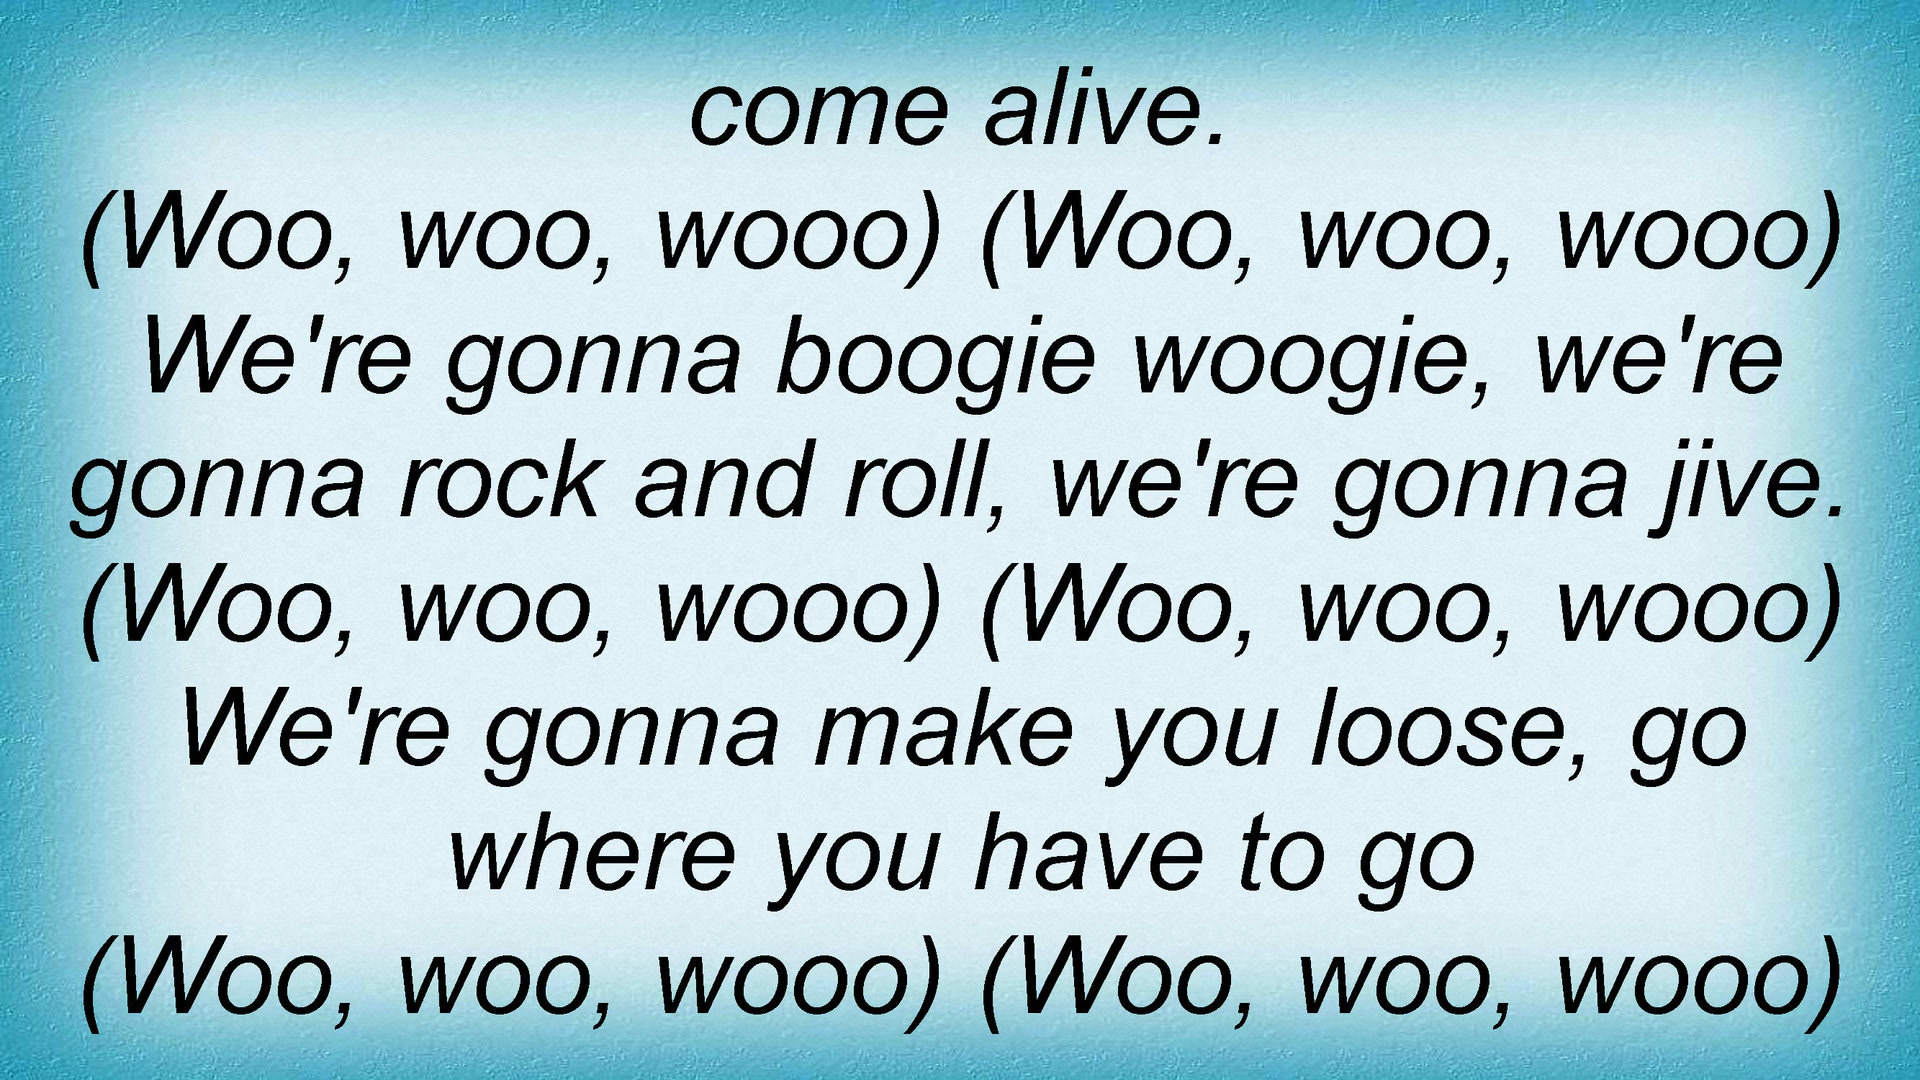 come alive.
(Woo, woo, wooo) (Woo, woo, wooo)
We're gonna boogie woogie, we're
gonna rock and roll, we're gonna jive.
(Woo, woo, wooo) (Woo, woo, wooo)
We're gonna make you loose, go
where you have to go
(Woo, woo, wooo) (Woo, woo, wooo)